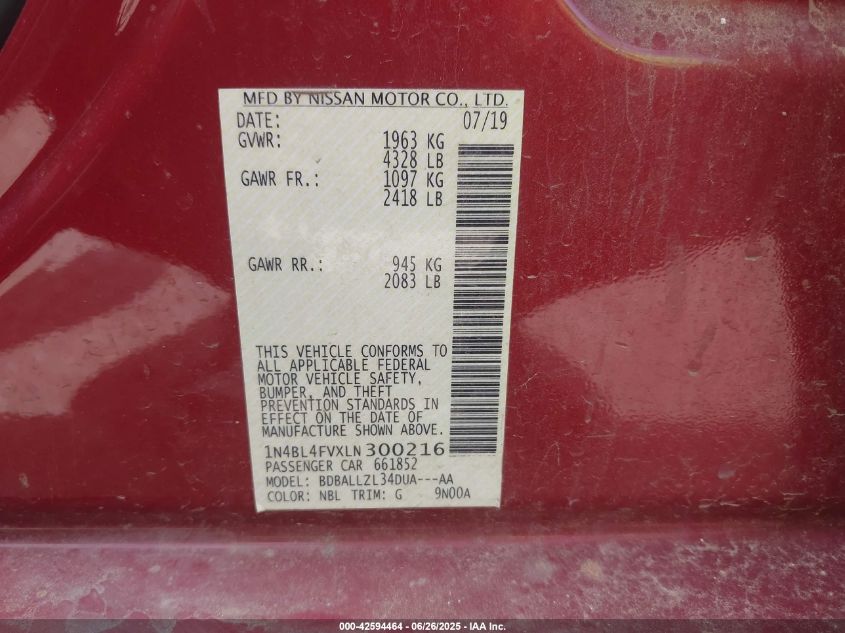 MFD BY NISSAN MOTOR CO., LTD.
DATE: 07/19
GVWR: 1963 KG
4328 LB
GAWR FR.: 1097 KG
2418 LB
GAWR RR.: 945 KG
2083 LB
THIS VEHICLE CONFORMS TO
ALL APPLICABLE FEDERAL
MOTOR VEHICLE SAFETY,
BUMPER, AND THEFT
PREVENTION STANDARDS IN
EFFECT ON THE DATE OF
MANUFACTURE SHOWN ABOVE.
1N4BL4FVXLN300216
PASSENGER CAR 661852
MODEL: BDBALLZL34DUA---AA
COLOR: NBL TRIM: G 9N00A
000-42594464 - 06/26/2025 - IAA Inc.